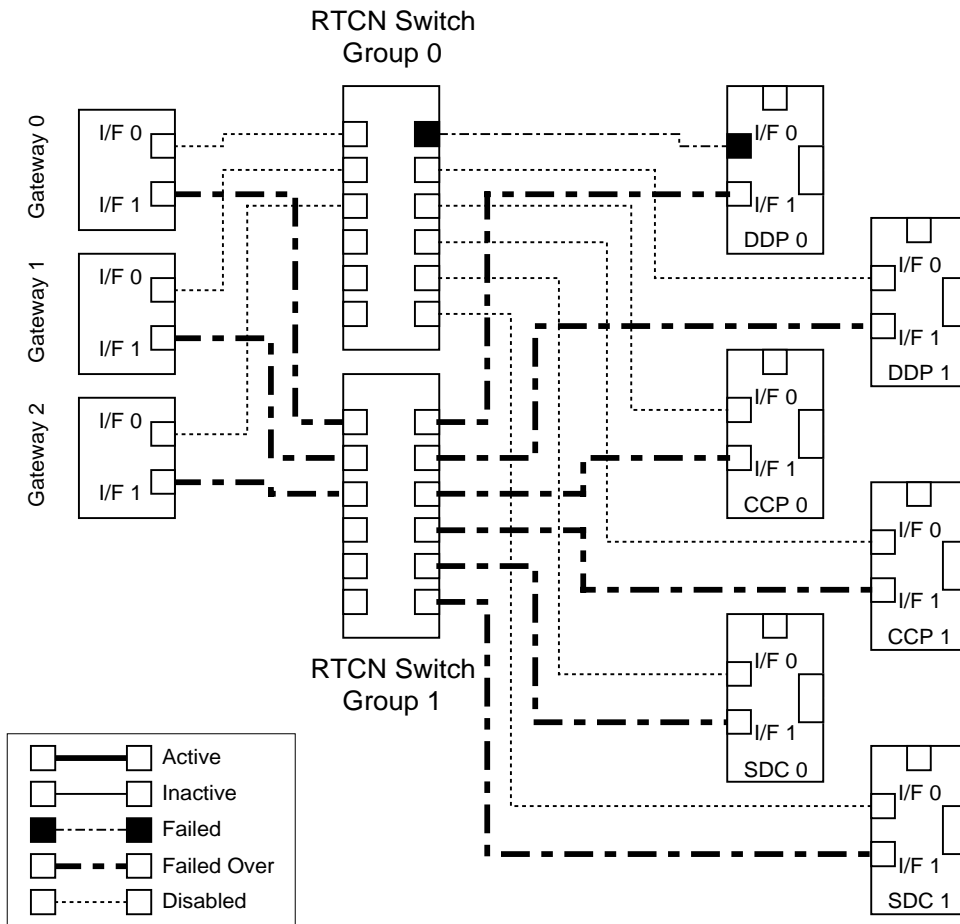 RTCN Switch
Group 0
Gateway 0
I/F 0
I/F 1
Gateway 1
I/F 0
I/F 1
Gateway 2
I/F 0
I/F 1
I/F 0
I/F 1
DDP 0
I/F 0
I/F 1
DDP 1
I/F 0
I/F 1
CCP 0
I/F 0
I/F 1
CCP 1
I/F 0
I/F 1
SDC 0
I/F 0
I/F 1
SDC 1
RTCN Switch
Group 1
Active
Inactive
Failed
Failed Over
Disabled